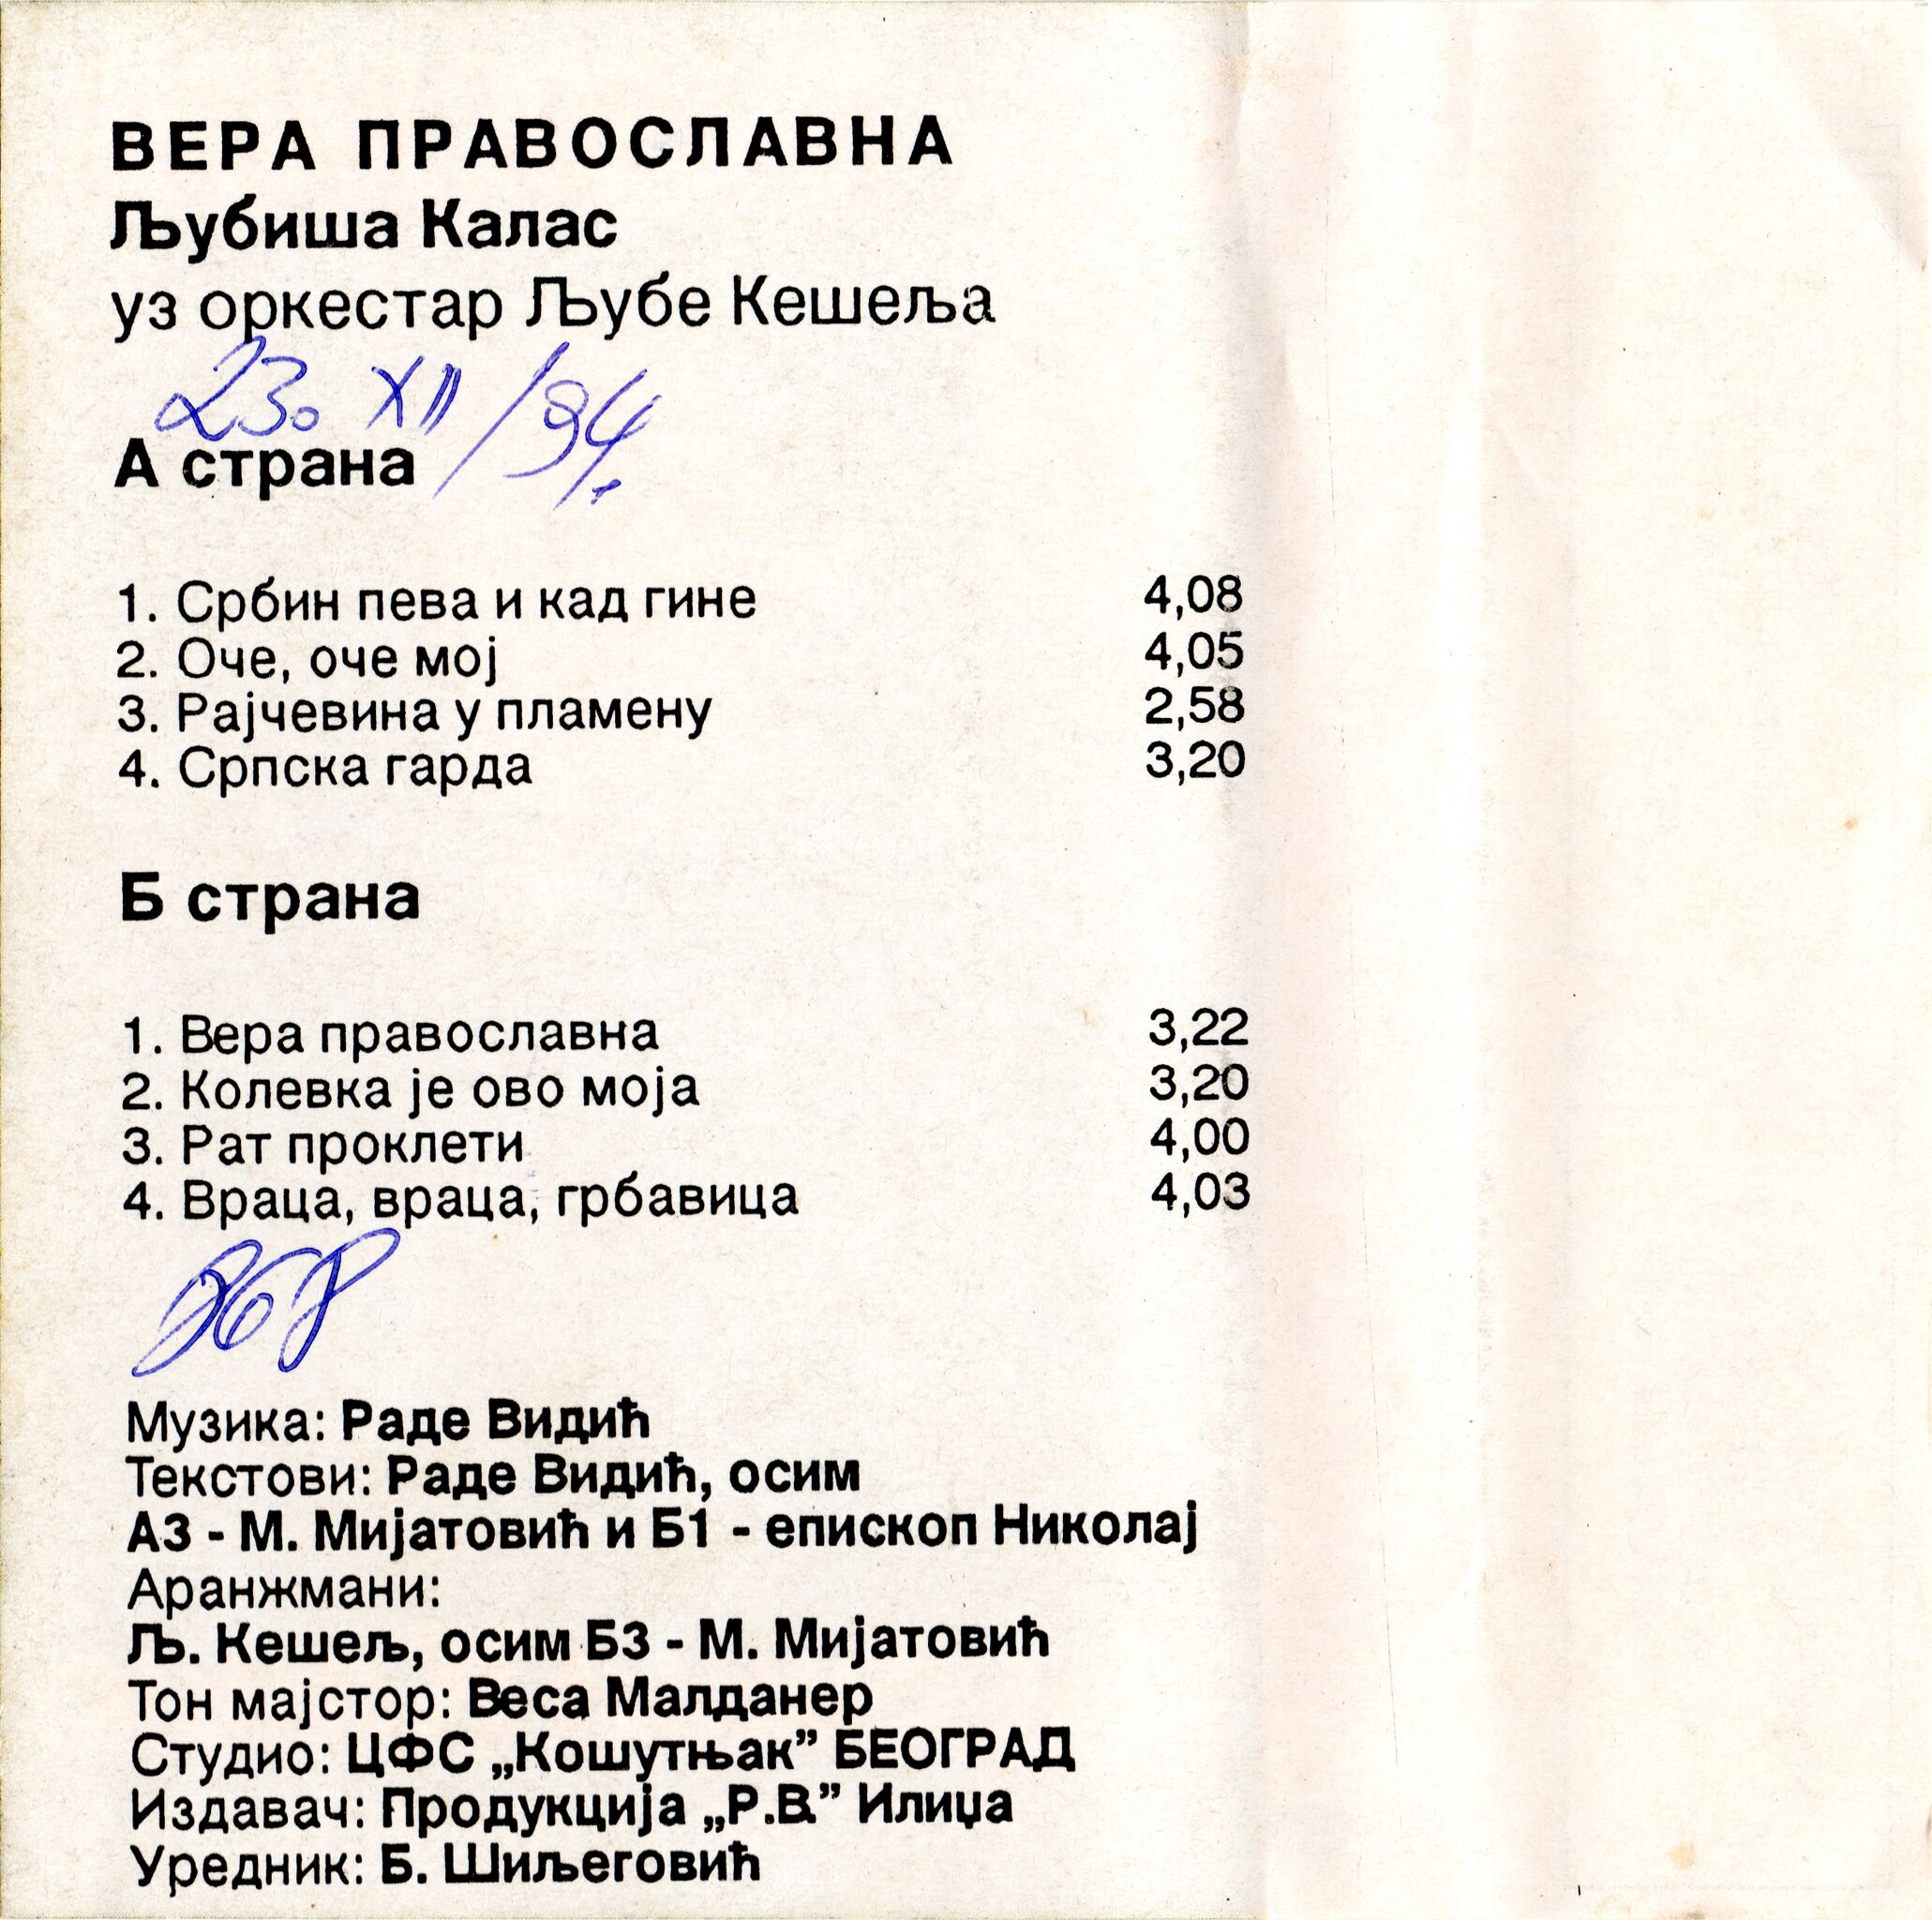 ВЕРА ПРАВОСЛАВНА
Љубиша Калас
уз оркестар Љубе Кешеља
23. XII /94.
А страна
1. Србин пева и кад гине 4,08
2. Оче, оче мој 4,05
3. Рајчевина у пламену 2,58
4. Српска гарда 3,20
Б страна
1. Вера православна 3,22
2. Колевка је ово моја 3,20
3. Рат проклети 4,00
4. Враца, враца, грбавица 4,03
Музика: Раде Видић
Текстови: Раде Видић, осим
А3 - М. Мијатовић и Б1 - епископ Николај
Аранжмани:
Љ. Кешељ, осим Б3 - М. Мијатовић
Тон мајстор: Веса Малданер
Студио: ЦФС „Кошутњак” БЕОГРАД
Издавач: Продукција „Р.В.” Илиџа
Уредник: Б. Шиљеговић